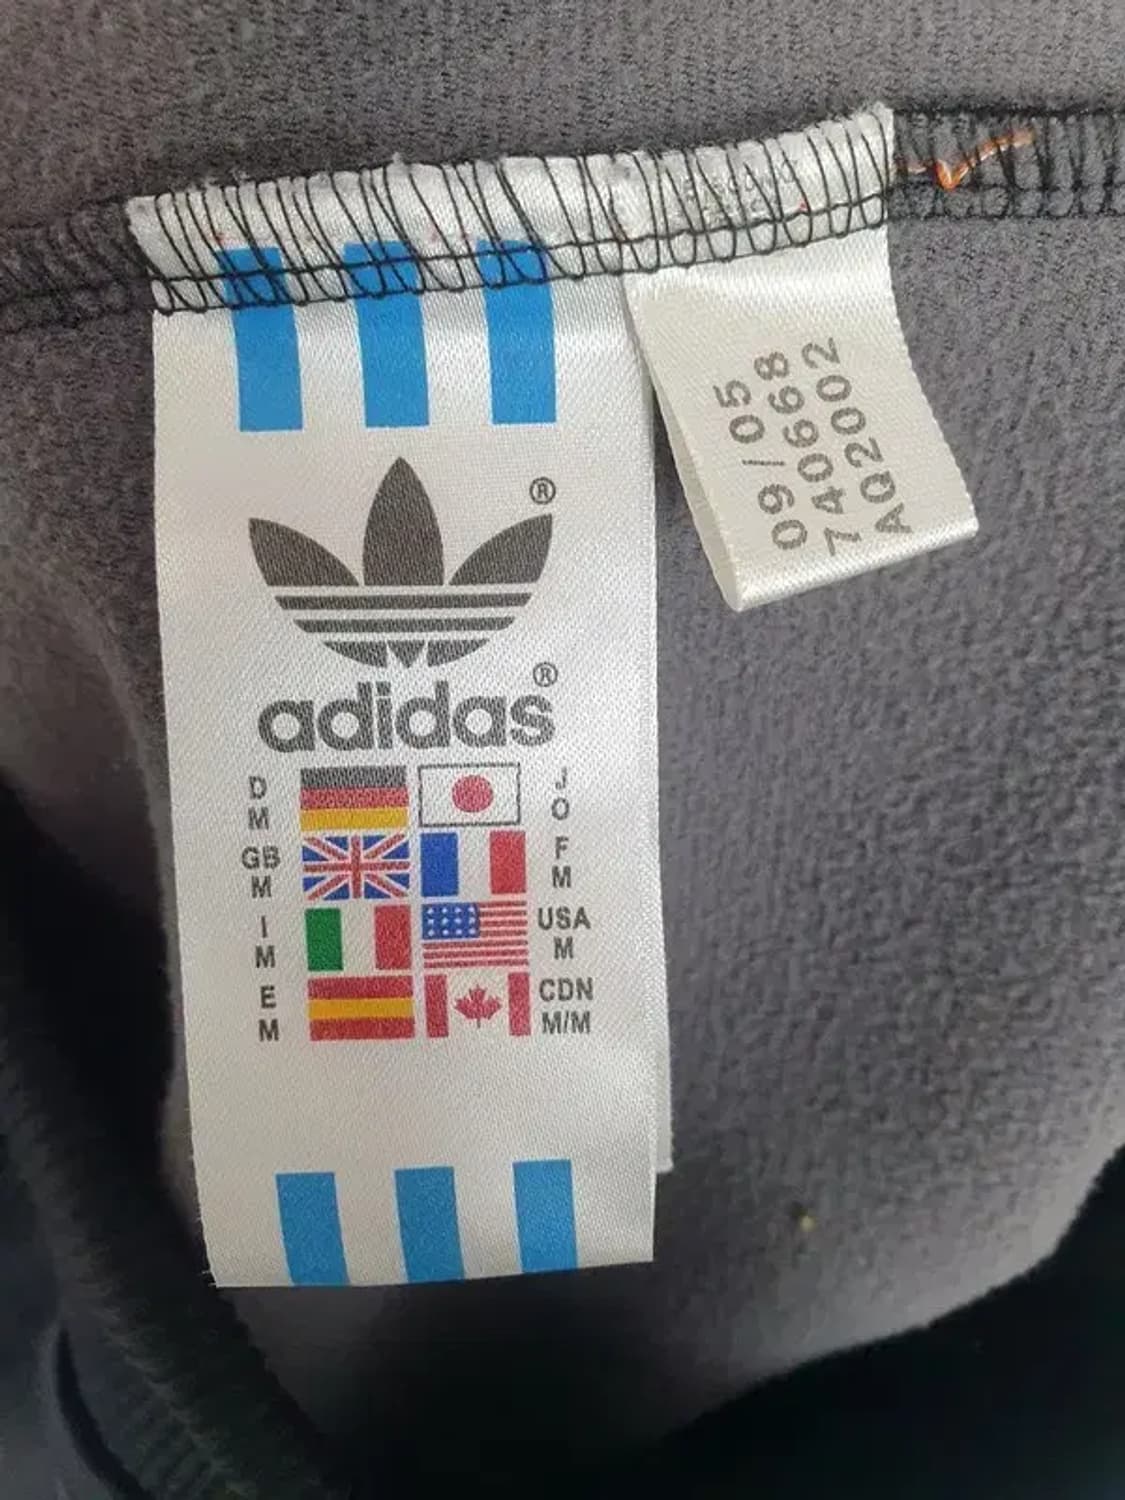 ®
®
adidas
D
M
GB
M
I
M
E
M
J
O
F
M
USA
M
CDN
M/M
09/05
740668
AQ2002